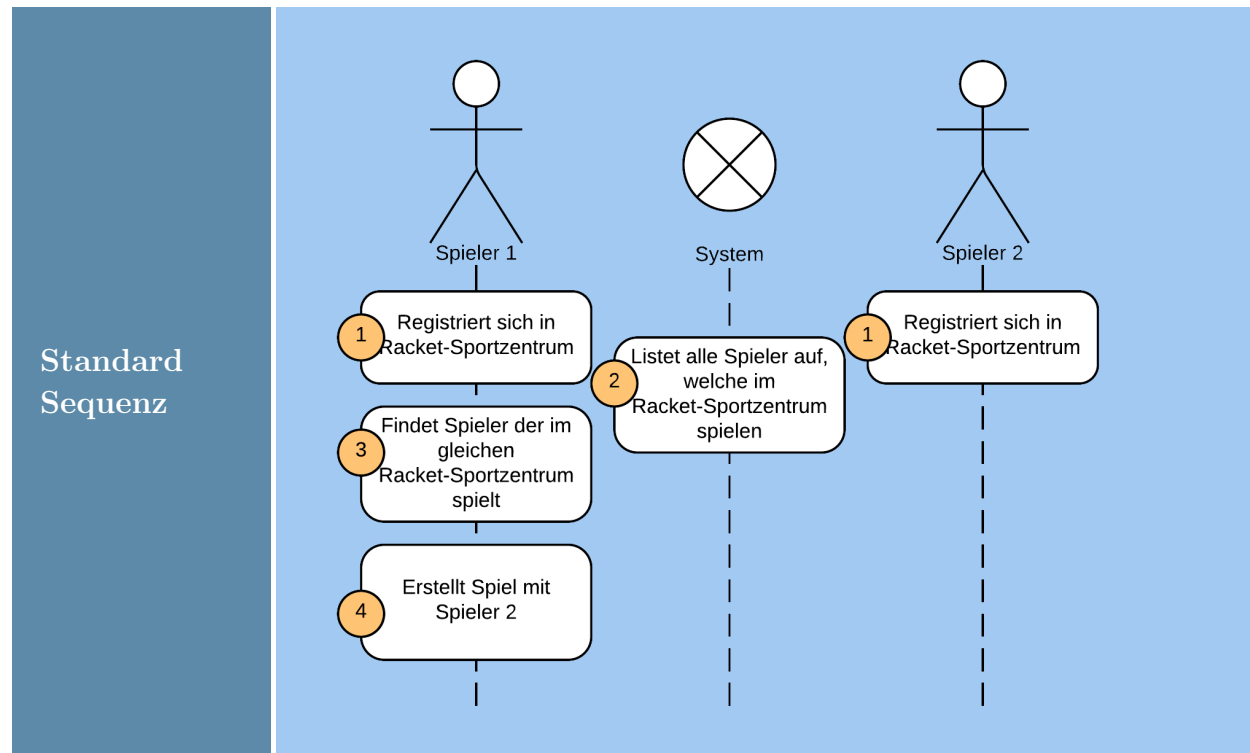 Standard
Sequenz
Spieler 1
System
Spieler 2
1
Registriert sich in
Racket-Sportzentrum
2
Listet alle Spieler auf,
welche im
Racket-Sportzentrum
spielen
1
Registriert sich in
Racket-Sportzentrum
3
Findet Spieler der im
gleichen
Racket-Sportzentrum
spielt
4
Erstellt Spiel mit
Spieler 2